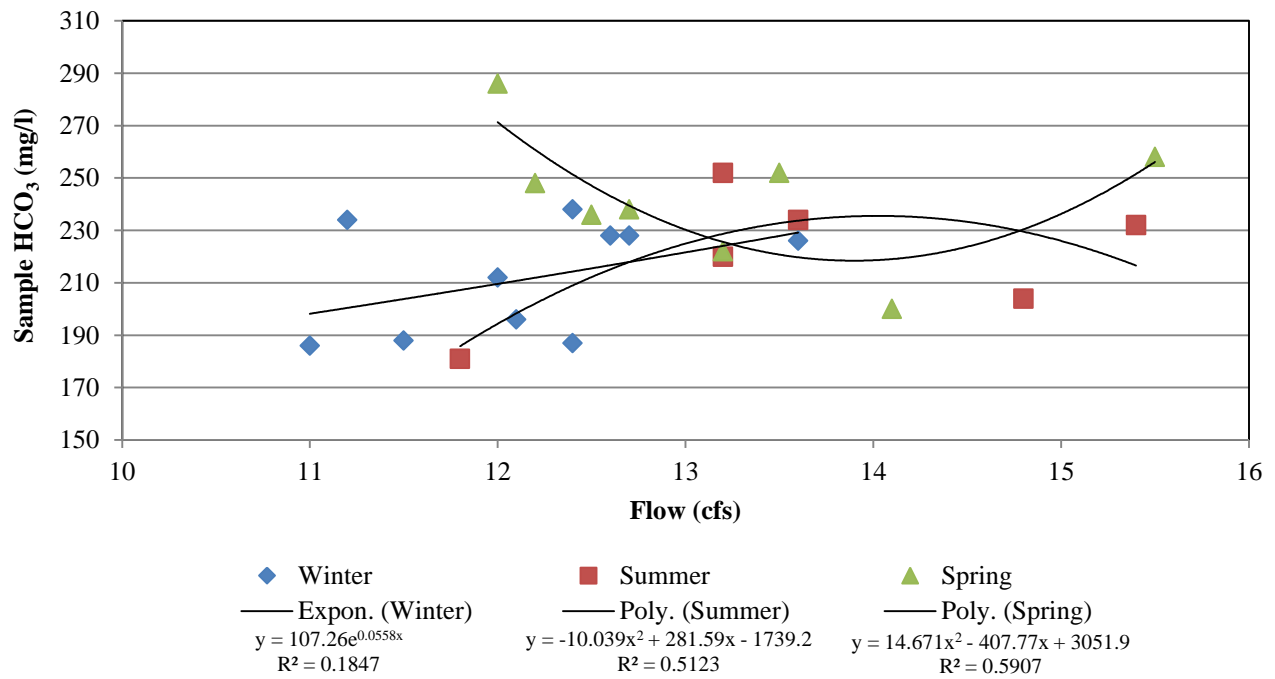 310
290
270
250
230
210
190
170
150
Sample HCO₃ (mg/l)
10 11 12 13 14 15 16
Flow (cfs)
Winter Summer Spring
Expon. (Winter) Poly. (Summer) Poly. (Spring)
y = 107.26e⁰·⁰⁵⁵⁸ˣ y = -10.039x² + 281.59x - 1739.2 y = 14.671x² - 407.77x + 3051.9
R² = 0.1847 R² = 0.5123 R² = 0.5907